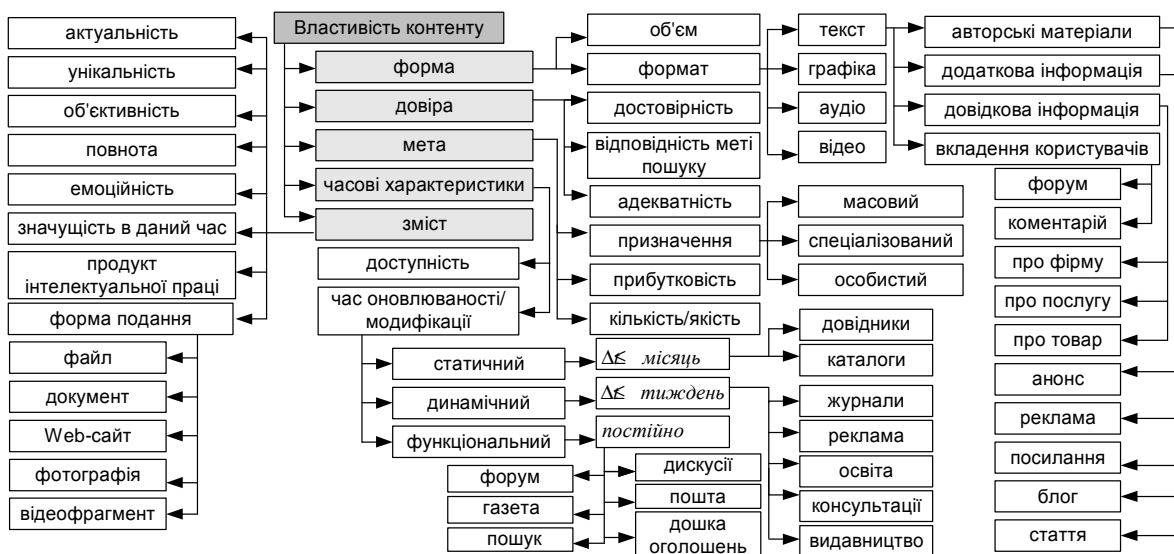 Властивість контенту
актуальність
унікальність
об'єктивність
повнота
емоційність
значущість в даний час
продукт
інтелектуальної праці
форма подання
файл
документ
Web-сайт
фотографія
відеофрагмент
форма
довіра
мета
часові характеристики
зміст
доступність
час оновлюваності/
модифікації
статичний
динамічний
функціональний
об'єм
формат
достовірність
відповідність меті
пошуку
адекватність
призначення
прибутковість
кількість/якість
Δt≤ місяць
Δt≤ тиждень
постійно
форум
газета
пошук
дискусії
пошта
дошка
оголошень
текст
графіка
аудіо
відео
масовий
спеціалізований
особистий
довідники
каталоги
журнали
реклама
освіта
консультації
видавництво
авторські матеріали
додаткова інформація
довідкова інформація
вкладення користувачів
форум
коментарій
про фірму
про послугу
про товар
анонс
реклама
посилання
блог
стаття